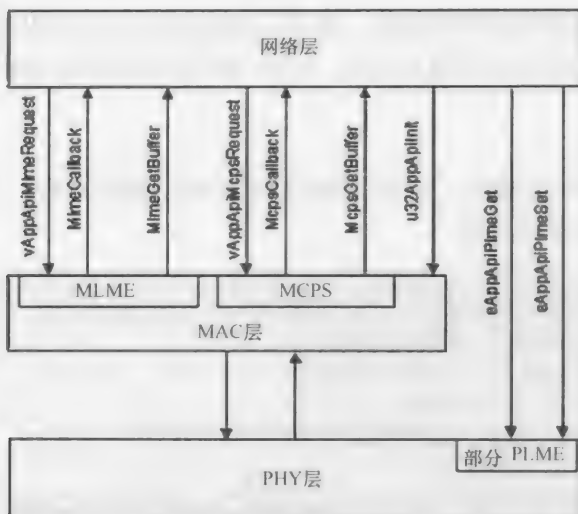 网络层
vAppApiMlmeRequest
MlmeCallback
MlmeGetBuffer
vAppApiMcpsRequest
McpsCallback
McpsGetBuffer
u32AppApiInit
eAppApiPlmeGet
eAppApiPlmeSet
MLME
MCPS
MAC层
部分 PLME
PHY层